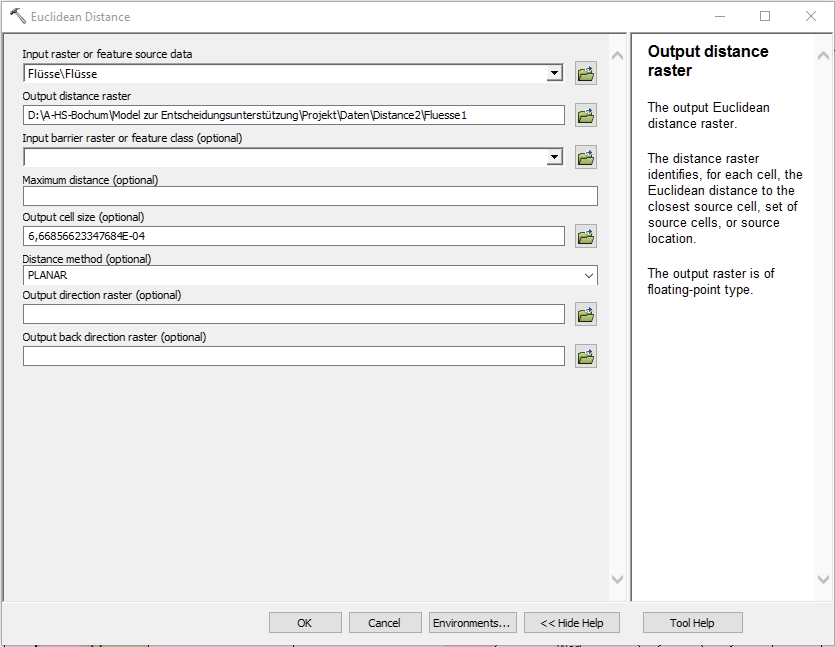 Euclidean Distance
Input raster or feature source data
Flüsse\Flüsse
Output distance raster
D:\A-HS-Bochum\Model zur Entscheidungsunterstützung\Projekt\Daten\Distance2\Fluesse1
Input barrier raster or feature class (optional)
Maximum distance (optional)
Output cell size (optional)
6,66856623347684E-04
Distance method (optional)
PLANAR
Output direction raster (optional)
Output back direction raster (optional)
OK
Cancel
Environments...
<< Hide Help
Output distance
raster
The output Euclidean
distance raster.
The distance raster
identifies, for each cell, the
Euclidean distance to the
closest source cell, set of
source cells, or source
location.
The output raster is of
floating-point type.
Tool Help